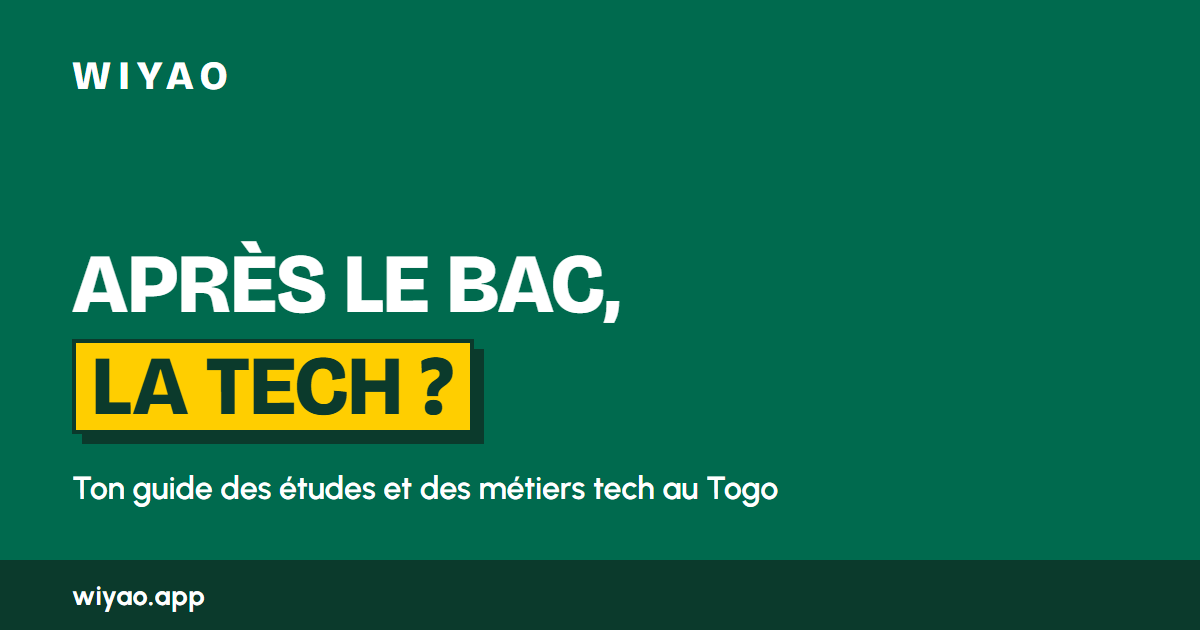 WIYAO
APRÈS LE BAC,
LA TECH ?
Ton guide des études et des métiers tech au Togo
wiyao.app